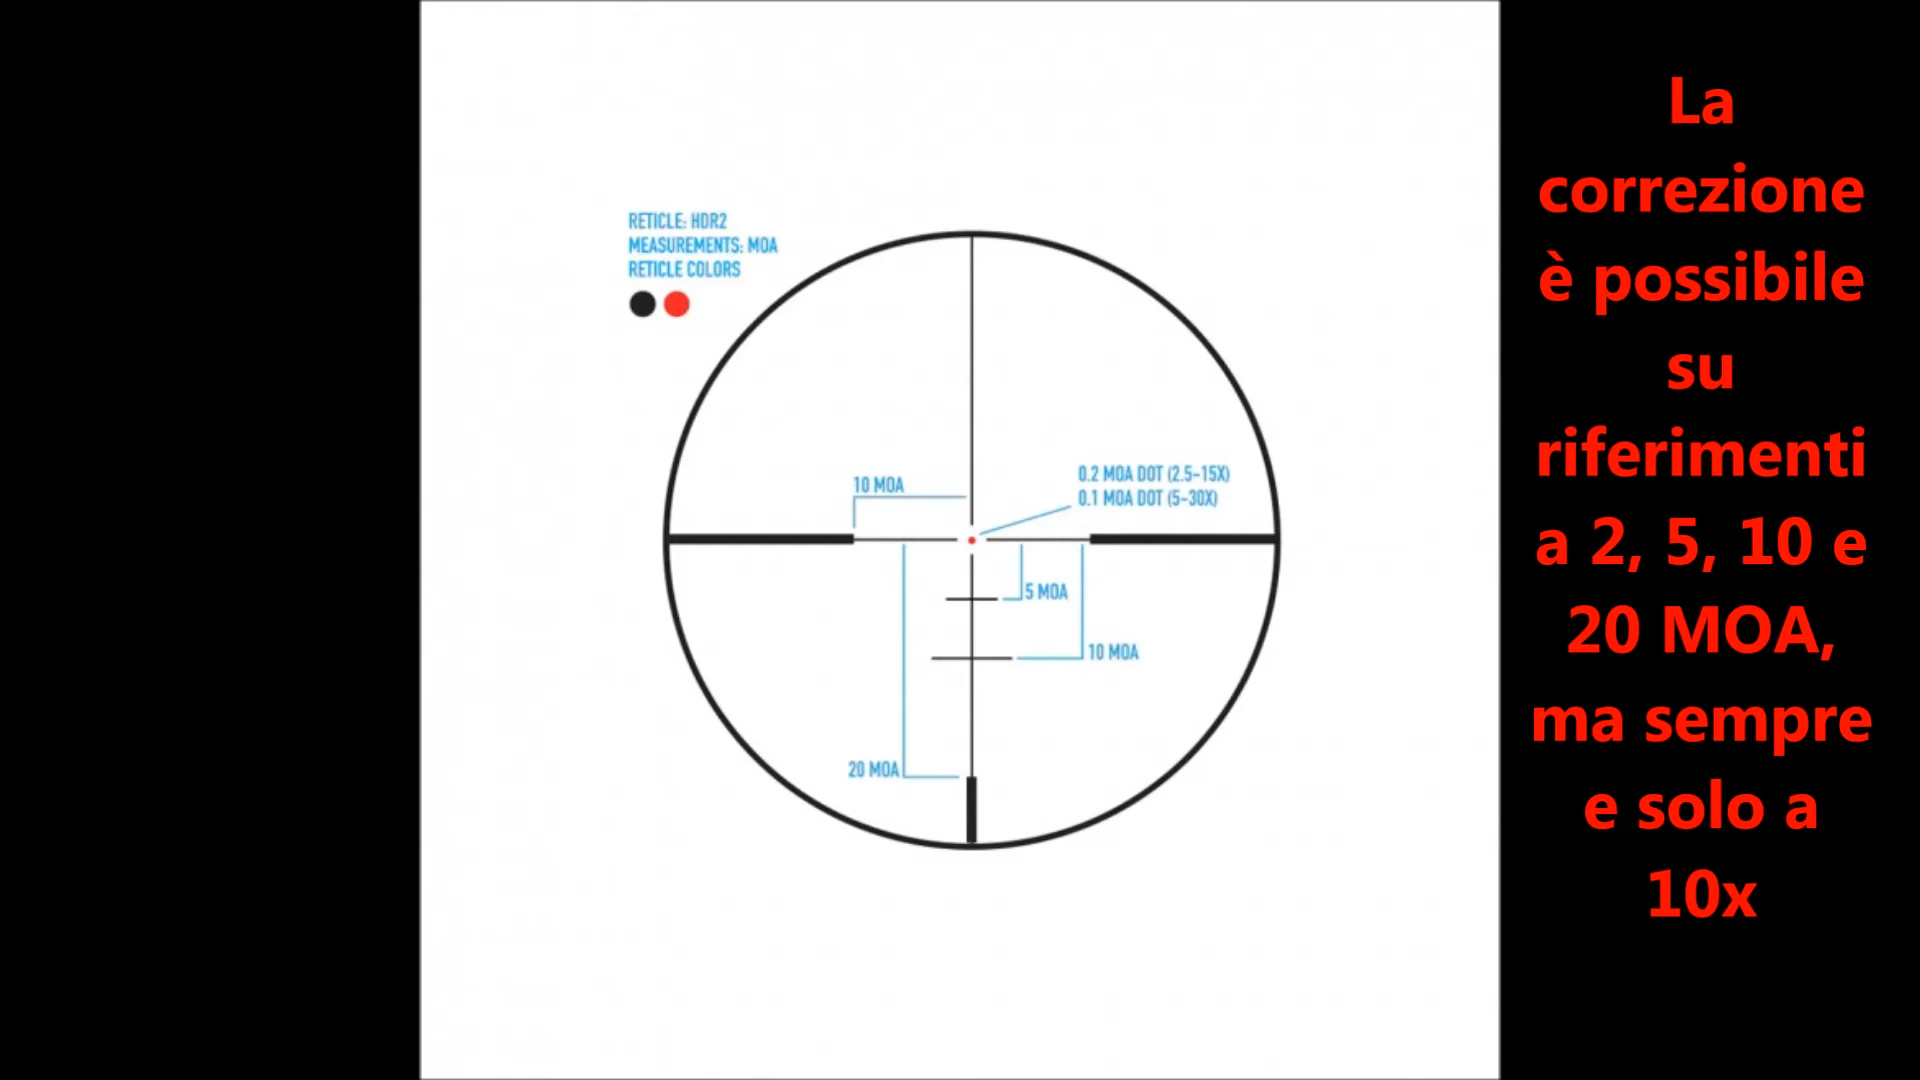 RETICLE: HDR2
MEASUREMENTS: MOA
RETICLE COLORS
10 MOA
0.2 MOA DOT (2.5-15X)
0.1 MOA DOT (5-30X)
5 MOA
10 MOA
20 MOA
La
correzione
è possibile
su
riferimenti
a 2, 5, 10 e
20 MOA,
ma sempre
e solo a
10x